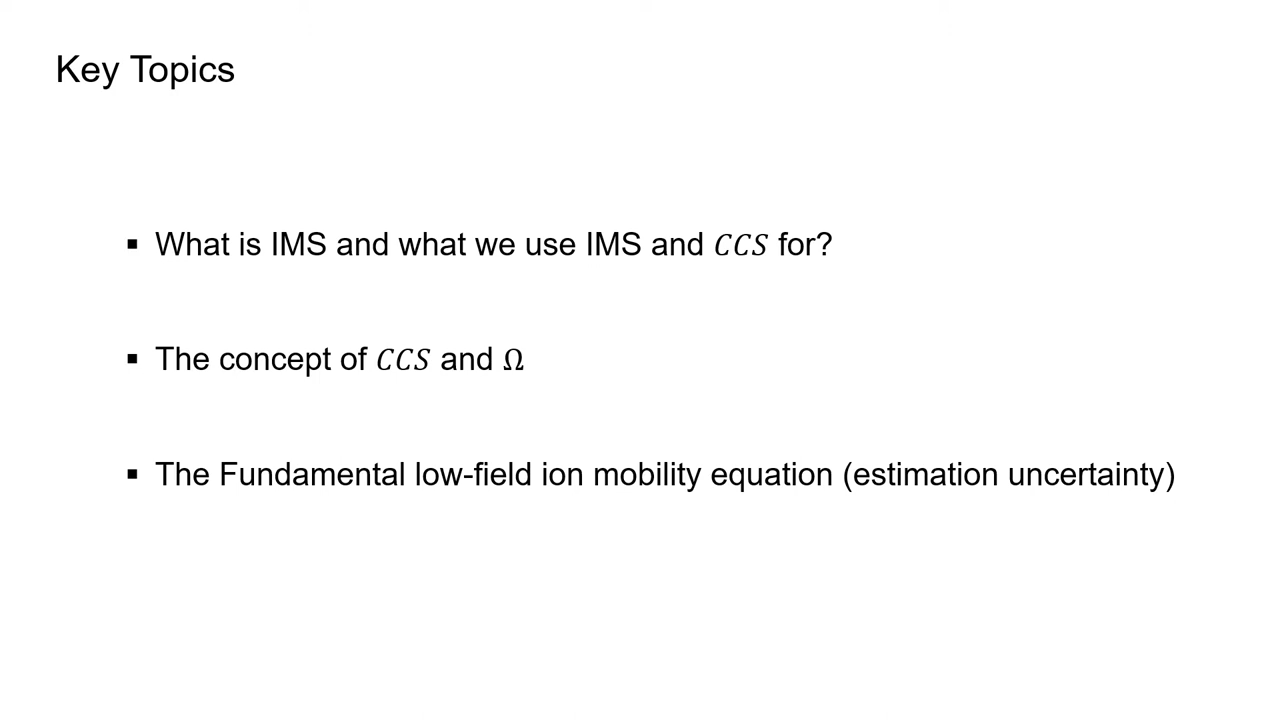 Key Topics
▪ What is IMS and what we use IMS and 𝐶𝐶𝑆 for?
▪ The concept of 𝐶𝐶𝑆 and Ω
▪ The Fundamental low-field ion mobility equation (estimation uncertainty)